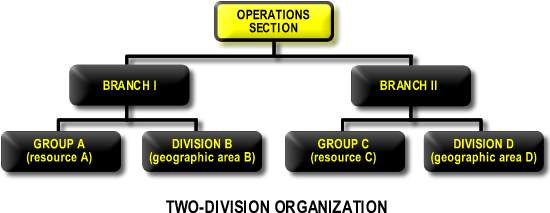 OPERATIONS
SECTION
BRANCH I
BRANCH II
GROUP A
(resource A)
DIVISION B
(geographic area B)
GROUP C
(resource C)
DIVISION D
(geographic area D)
TWO-DIVISION ORGANIZATION